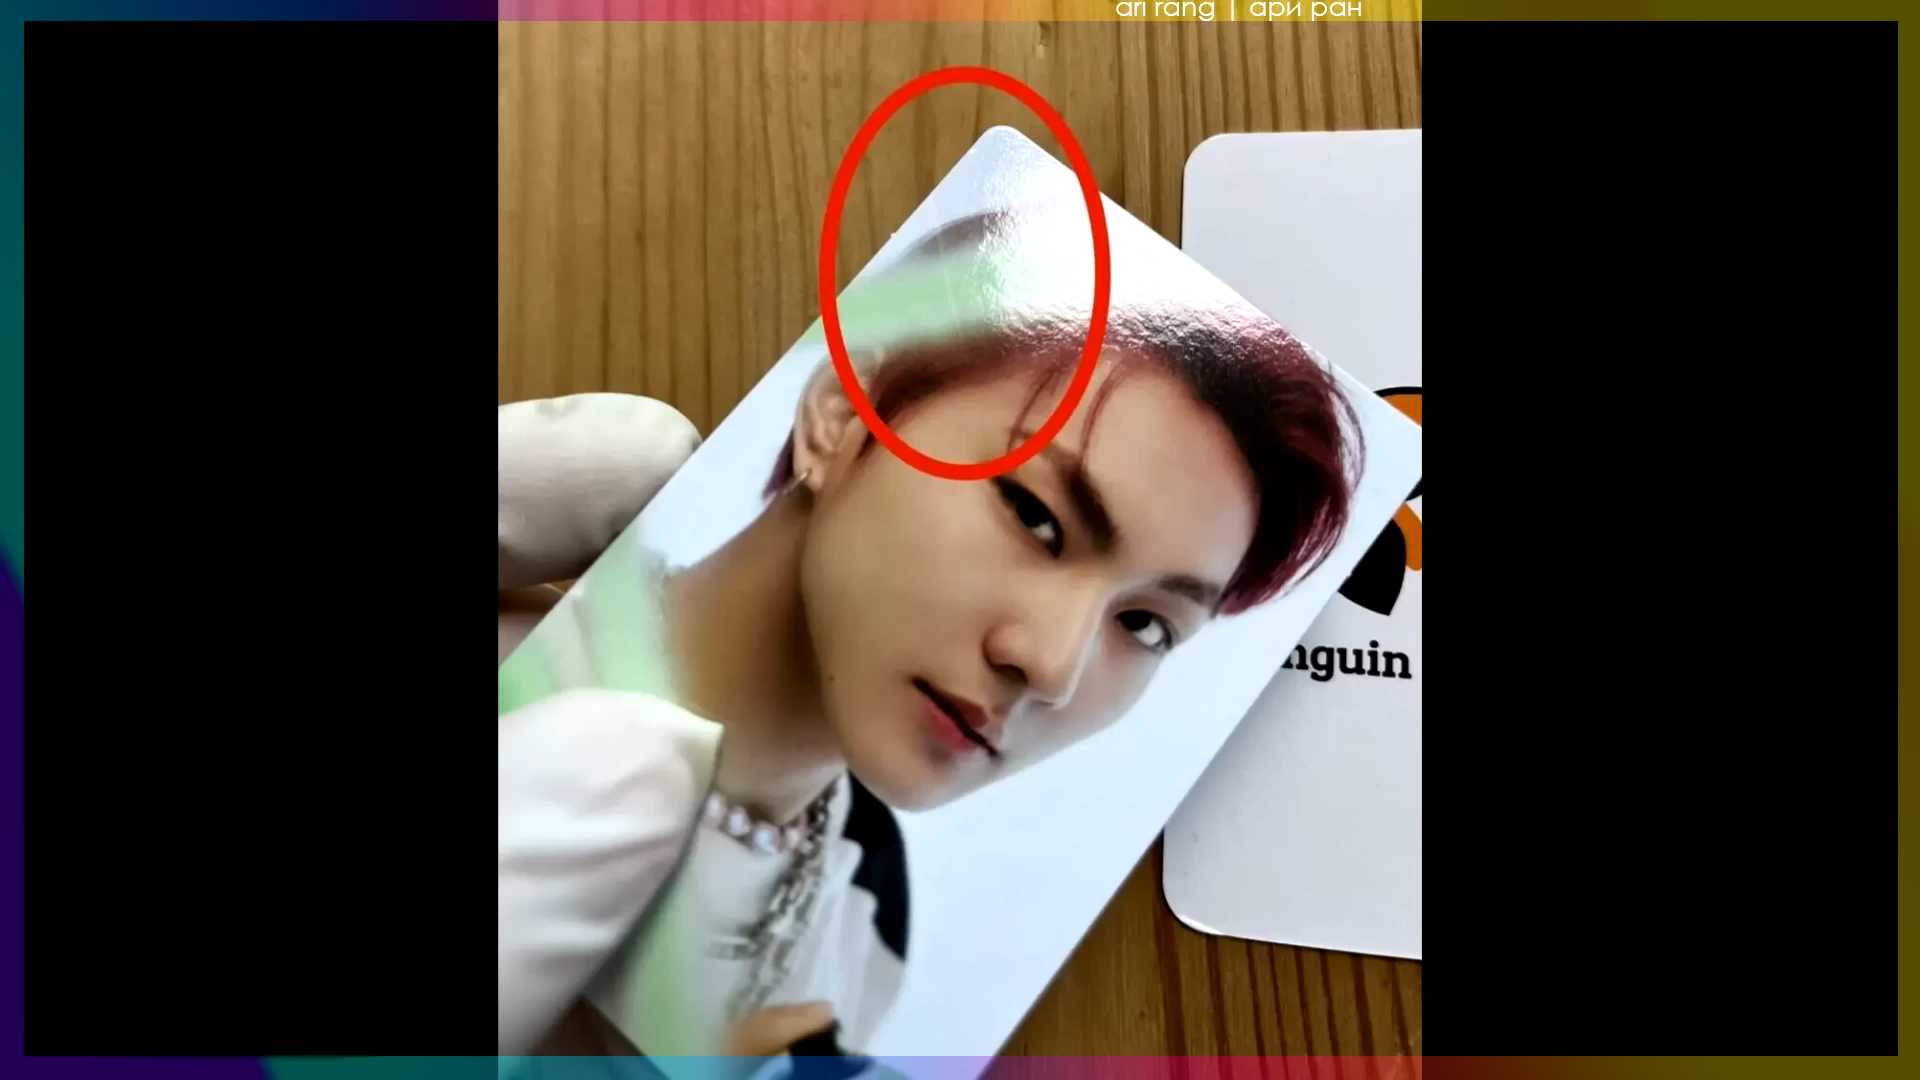 ari rang | ари ран
nguin